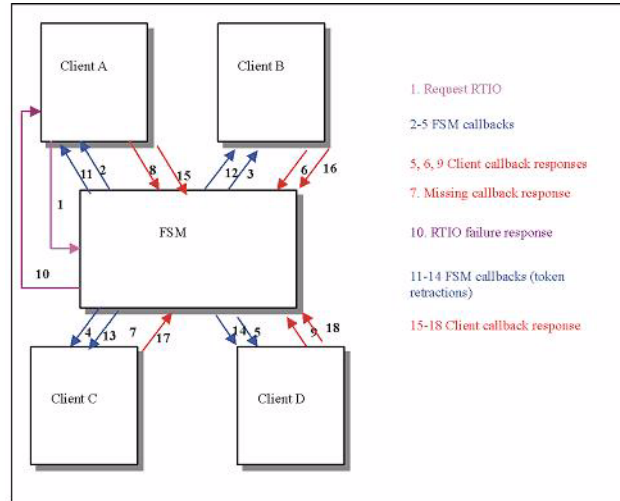 Client A
Client B
1. Request RTIO
2-5 FSM callbacks
5, 6, 9 Client callback responses
7. Missing callback response
10. RTIO failure response
11-14 FSM callbacks (token
retractions)
15-18 Client callback response
11
2
8
15
12
3
6
16
1
FSM
10
4
13
7
17
14
5
9
18
Client C
Client D